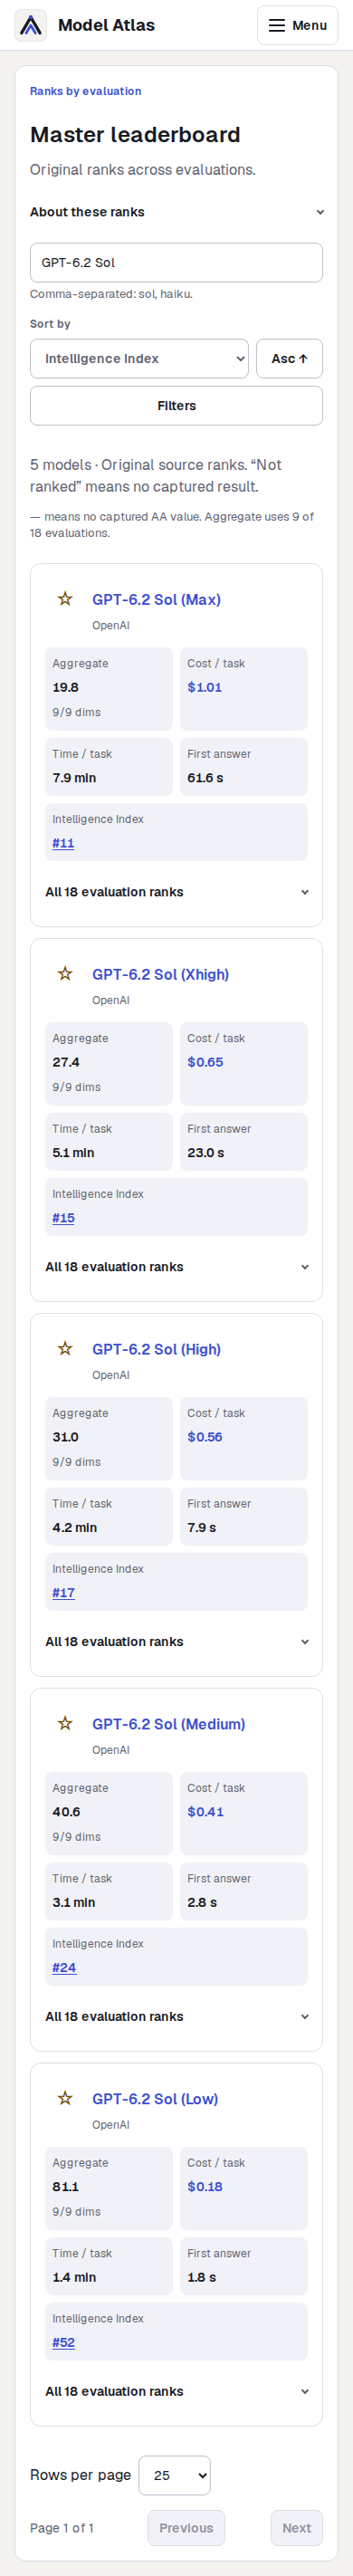 Model Atlas
Menu
Ranks by evaluation
Master leaderboard
Original ranks across evaluations.
About these ranks
GPT-6.2 Sol
Comma-separated: sol, haiku.
Sort by
Intelligence Index
Asc ↑
Filters
5 models · Original source ranks. “Not
ranked” means no captured result.
— means no captured AA value. Aggregate uses 9 of
18 evaluations.
☆ GPT-6.2 Sol (Max)
OpenAI
Aggregate
19.8
9/9 dims
Cost / task
$1.01
Time / task
7.9 min
First answer
61.6 s
Intelligence Index
#11
All 18 evaluation ranks
☆ GPT-6.2 Sol (Xhigh)
OpenAI
Aggregate
27.4
9/9 dims
Cost / task
$0.65
Time / task
5.1 min
First answer
23.0 s
Intelligence Index
#15
All 18 evaluation ranks
☆ GPT-6.2 Sol (High)
OpenAI
Aggregate
31.0
9/9 dims
Cost / task
$0.56
Time / task
4.2 min
First answer
7.9 s
Intelligence Index
#17
All 18 evaluation ranks
☆ GPT-6.2 Sol (Medium)
OpenAI
Aggregate
40.6
9/9 dims
Cost / task
$0.41
Time / task
3.1 min
First answer
2.8 s
Intelligence Index
#24
All 18 evaluation ranks
☆ GPT-6.2 Sol (Low)
OpenAI
Aggregate
81.1
9/9 dims
Cost / task
$0.18
Time / task
1.4 min
First answer
1.8 s
Intelligence Index
#52
All 18 evaluation ranks
Rows per page 25
Page 1 of 1
Previous
Next